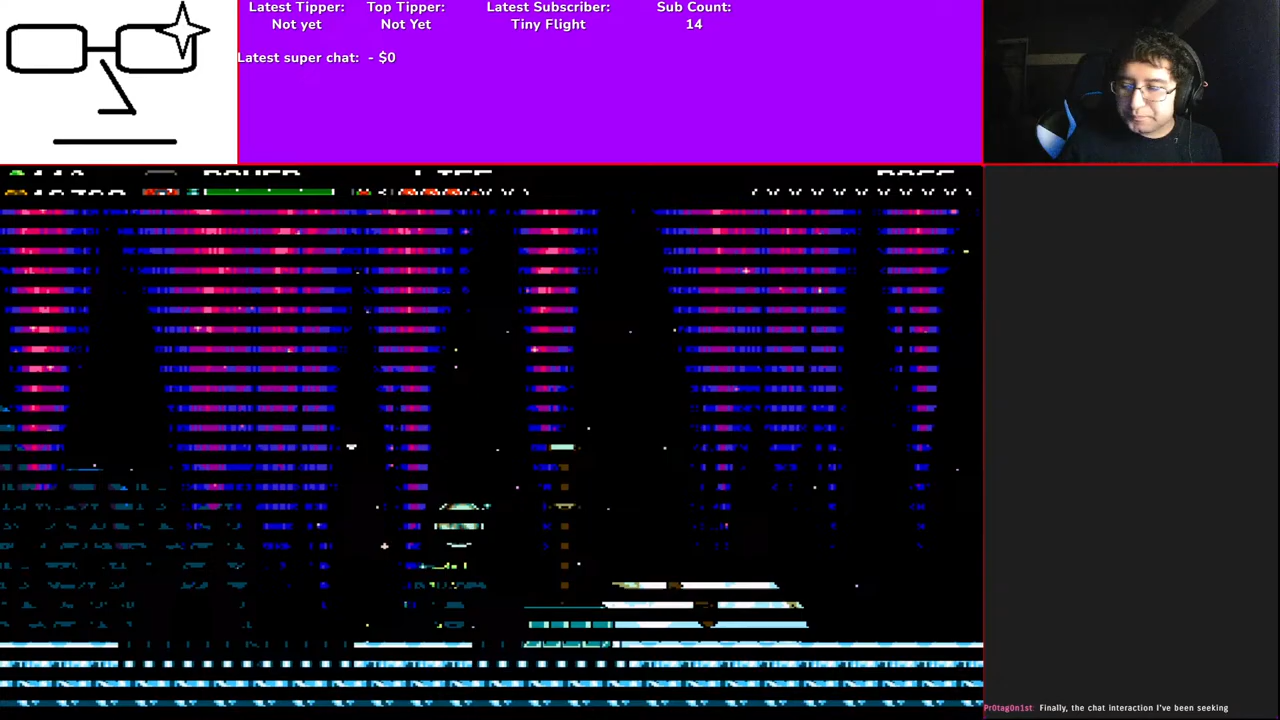 Latest Tipper: Top Tipper: Latest Subscriber: Sub Count:
Not yet Not Yet Tiny Flight 14
Latest super chat: - $0
Pr0tag0n1st Finally, the chat interaction I've been seeking